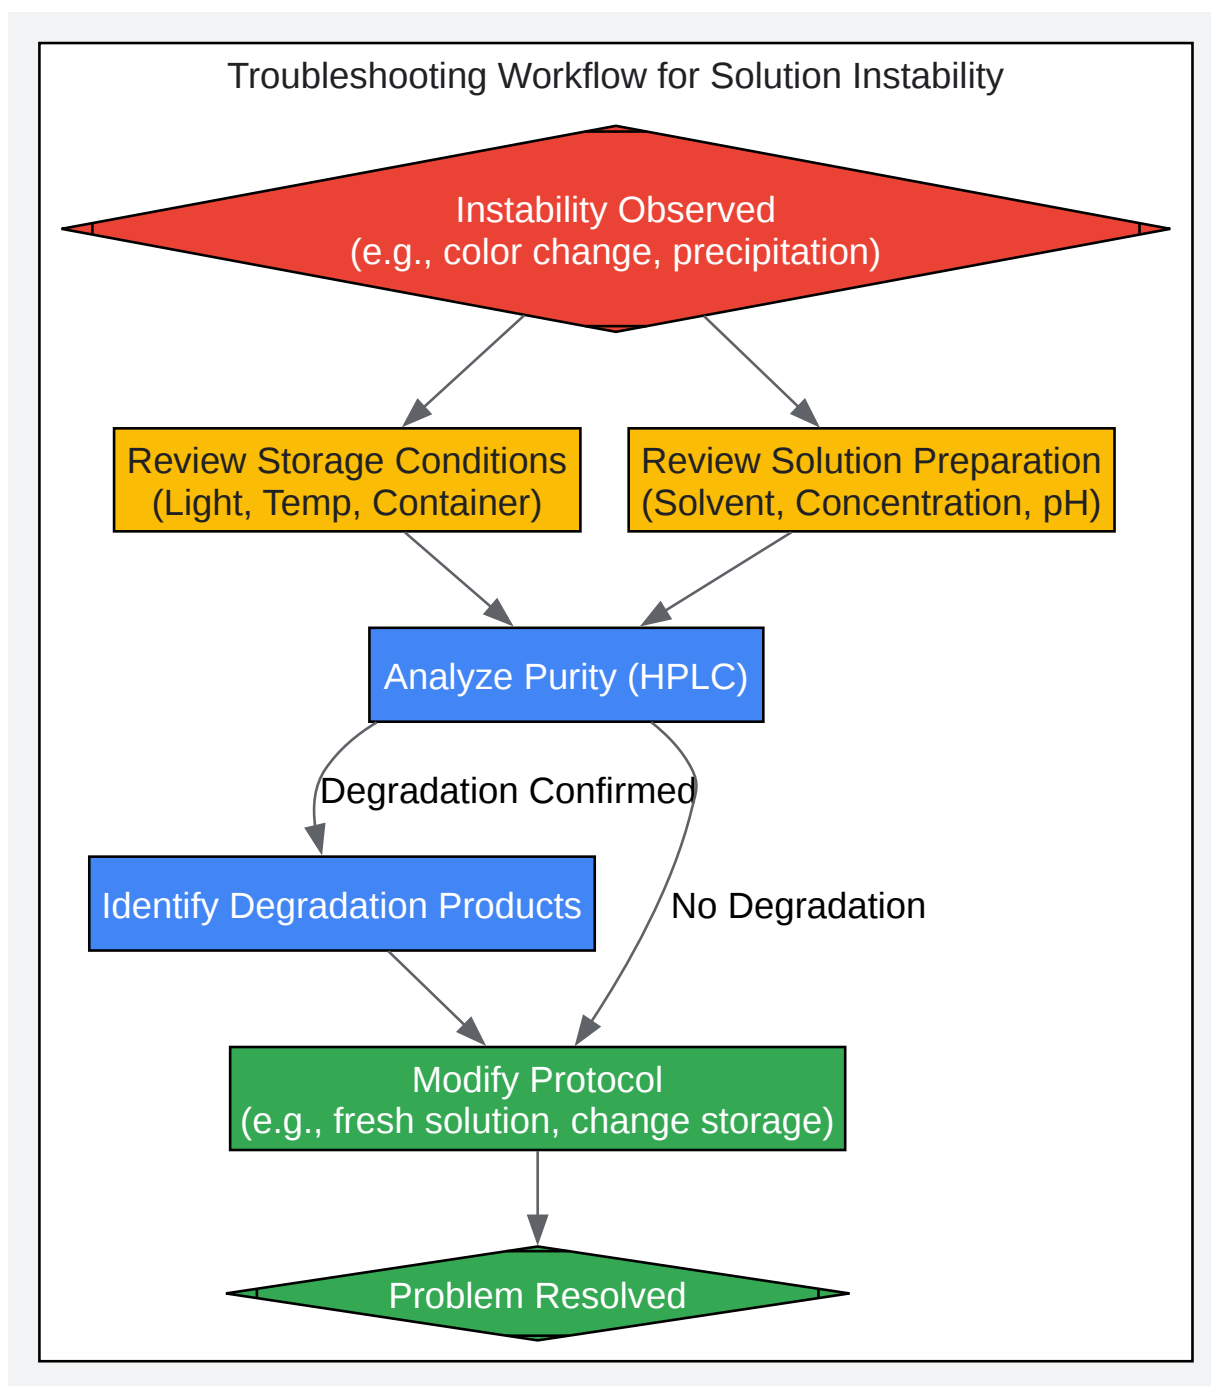 Troubleshooting Workflow for Solution Instability
Instability Observed
(e.g., color change, precipitation)
Review Storage Conditions
(Light, Temp, Container)
Review Solution Preparation
(Solvent, Concentration, pH)
Analyze Purity (HPLC)
Degradation Confirmed
Identify Degradation Products
No Degradation
Modify Protocol
(e.g., fresh solution, change storage)
Problem Resolved